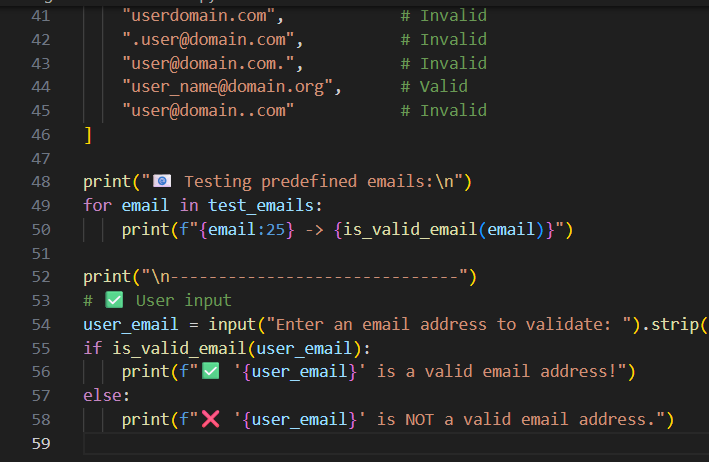 41 "userdomain.com", # Invalid
42 ".user@domain.com", # Invalid
43 "user@domain.com.", # Invalid
44 "user_name@domain.org", # Valid
45 "user@domain..com" # Invalid
46 ]
47
48 print("📧 Testing predefined emails:\n")
49 for email in test_emails:
50 print(f"{email:25} -> {is_valid_email(email)}")
51
52 print("\n------------------------------")
53 # ✅ User input
54 user_email = input("Enter an email address to validate: ").strip(
55 if is_valid_email(user_email):
56 print(f"✅ '{user_email}' is a valid email address!")
57 else:
58 print(f"❌ '{user_email}' is NOT a valid email address.")
59